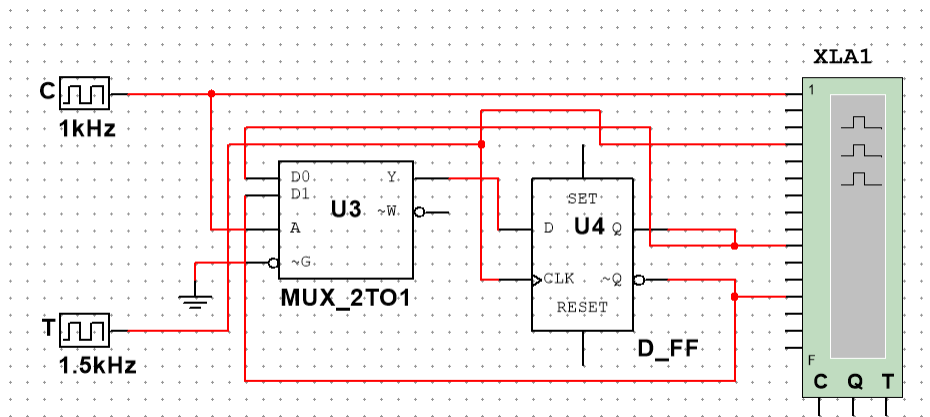 XLA1
C
1kHz
1
D0 Y
D1
U3 ~W
A
~G
MUX_2TO1
SET
D U4 Q
CLK ~Q
RESET
D_FF
T
1.5kHz
F
C Q T